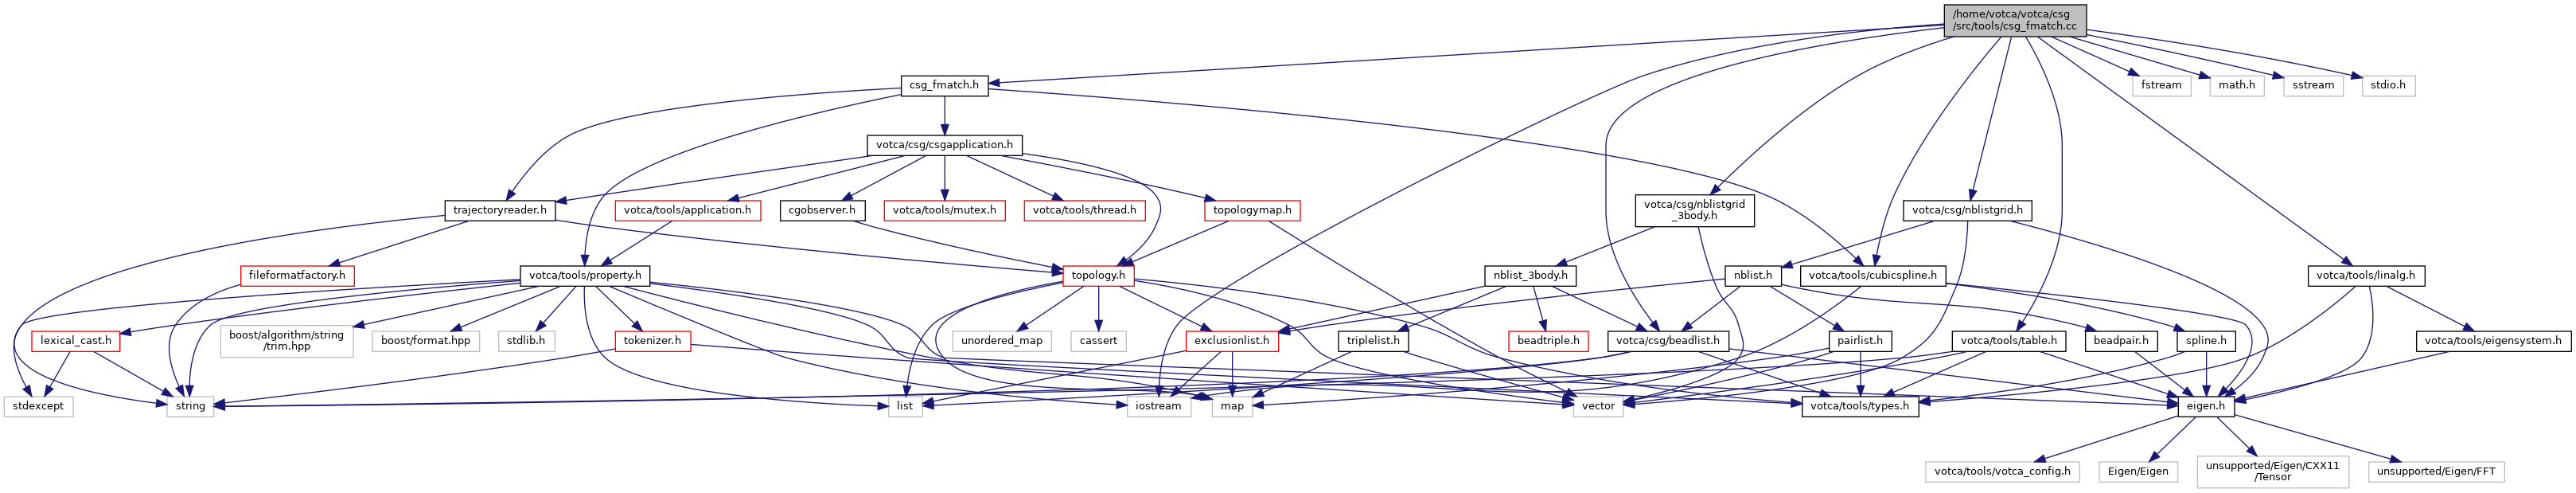 /home/votca/votca/csg
/src/tools/csg_fmatch.cc
csg_fmatch.h
fstream
math.h
sstream
stdio.h
votca/csg/csgapplication.h
trajectoryreader.h
votca/tools/application.h
cgobserver.h
votca/tools/mutex.h
votca/tools/thread.h
topologymap.h
votca/csg/nblistgrid
_3body.h
votca/csg/nblistgrid.h
fileformatfactory.h
votca/tools/property.h
topology.h
nblist_3body.h
nblist.h
votca/tools/cubicspline.h
votca/tools/linalg.h
lexical_cast.h
boost/algorithm/string
/trim.hpp
boost/format.hpp
stdlib.h
tokenizer.h
unordered_map
cassert
exclusionlist.h
triplelist.h
beadtriple.h
votca/csg/beadlist.h
pairlist.h
votca/tools/table.h
beadpair.h
spline.h
votca/tools/eigensystem.h
stdexcept
string
list
iostream
map
vector
votca/tools/types.h
eigen.h
votca/tools/votca_config.h
Eigen/Eigen
unsupported/Eigen/CXX11
/Tensor
unsupported/Eigen/FFT